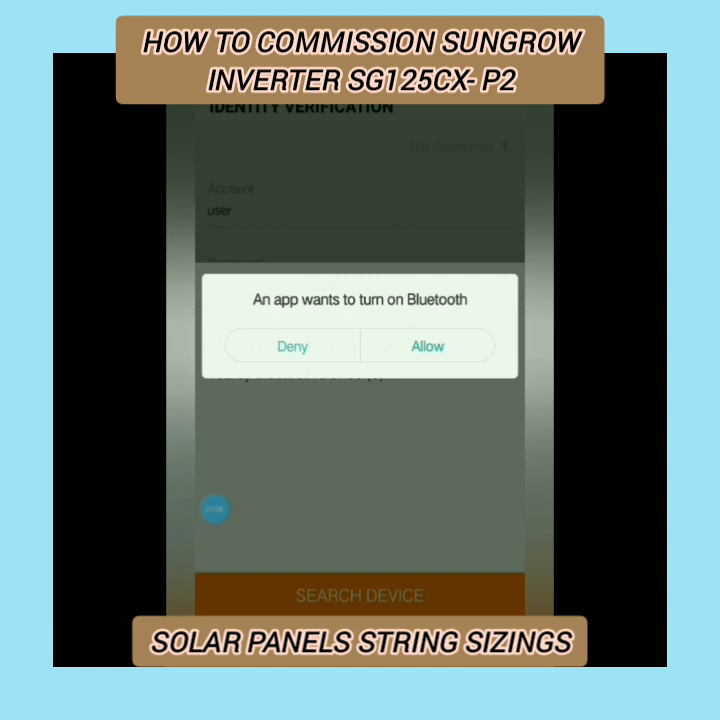 HOW TO COMMISSION SUNGROW
INVERTER SG125CX- P2
IDENTITY VERIFICATION
Not Connected
Account
user
An app wants to turn on Bluetooth
Deny
Allow
SEARCH DEVICE
SOLAR PANELS STRING SIZINGS